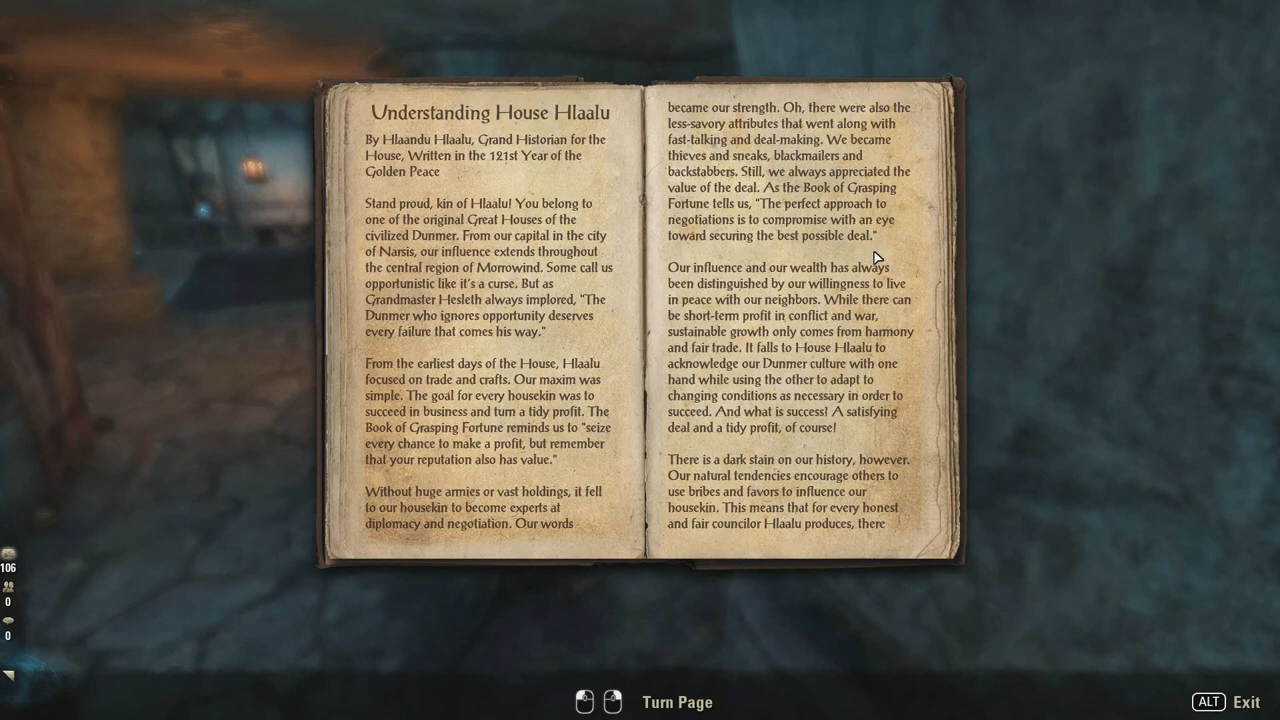 Understanding House Hlaalu
By Hlaandu Hlaalu, Grand Historian for the
House, Written in the 121st Year of the
Golden Peace
Stand proud, kin of Hlaalu! You belong to
one of the original Great Houses of the
civilized Dunmer. From our capital in the city
of Narsis, our influence extends throughout
the central region of Morrowind. Some call us
opportunistic like it's a curse. But as
Grandmaster Hesleth always implored, "The
Dunmer who ignores opportunity deserves
every failure that comes his way."
From the earliest days of the House, Hlaalu
focused on trade and crafts. Our maxim was
simple. The goal for every housekin was to
succeed in business and turn a tidy profit. The
Book of Grasping Fortune reminds us to "seize
every chance to make a profit, but remember
that your reputation also has value."
Without huge armies or vast holdings, it fell
to our housekin to become experts at
diplomacy and negotiation. Our words
became our strength. Oh, there were also the
less-savory attributes that went along with
fast-talking and deal-making. We became
thieves and sneaks, blackmailers and
backstabbers. Still, we always appreciated the
value of the deal. As the Book of Grasping
Fortune tells us, "The perfect approach to
negotiations is to compromise with an eye
toward securing the best possible deal."
Our influence and our wealth has always
been distinguished by our willingness to live
in peace with our neighbors. While there can
be short-term profit in conflict and war,
sustainable growth only comes from harmony
and fair trade. It falls to House Hlaalu to
acknowledge our Dunmer culture with one
hand while using the other to adapt to
changing conditions as necessary in order to
succeed. And what is success? A satisfying
deal and a tidy profit, of course!
There is a dark stain on our history, however.
Our natural tendencies encourage others to
use bribes and favors to influence our
housekin. This means that for every honest
and fair councilor Hlaalu produces, there
106
0
0
Turn Page
ALT Exit